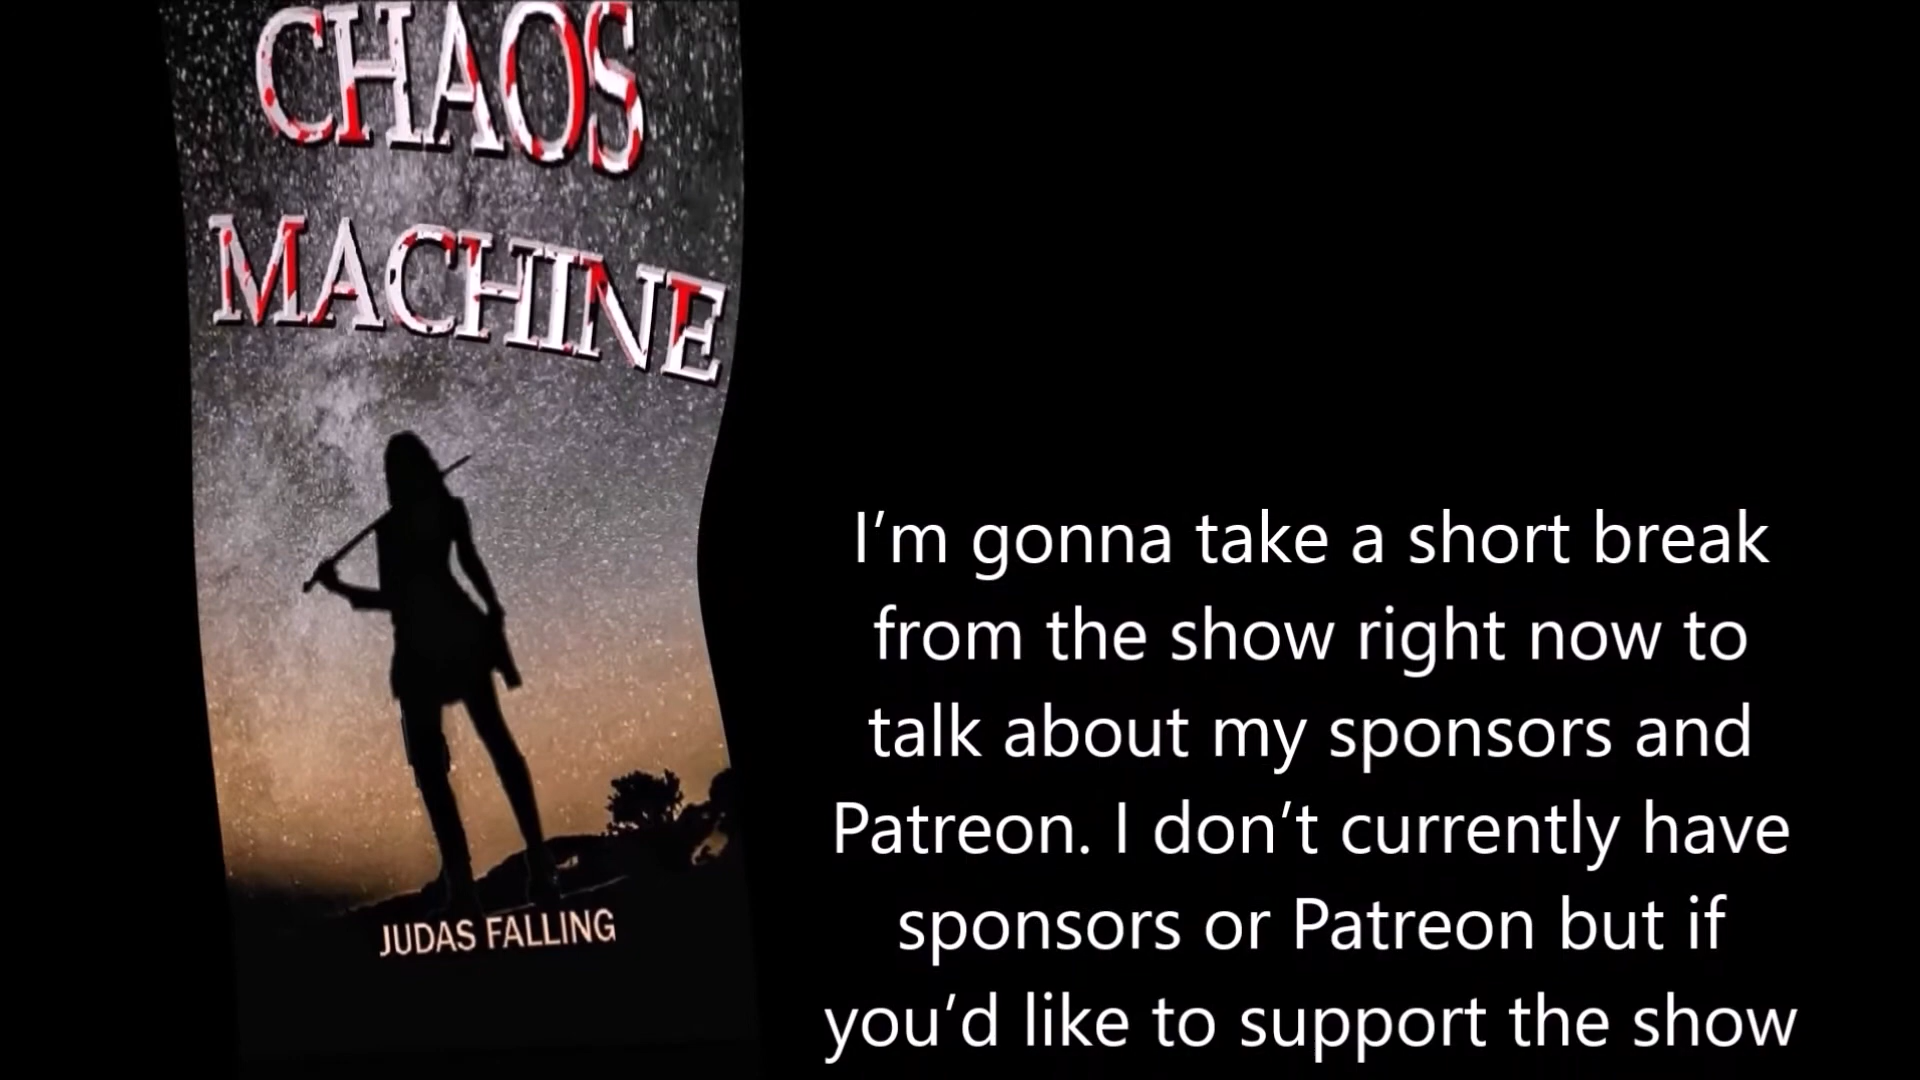 CHAOS
MACHINE
JUDAS FALLING
I’m gonna take a short break
from the show right now to
talk about my sponsors and
Patreon. I don’t currently have
sponsors or Patreon but if
you’d like to support the show